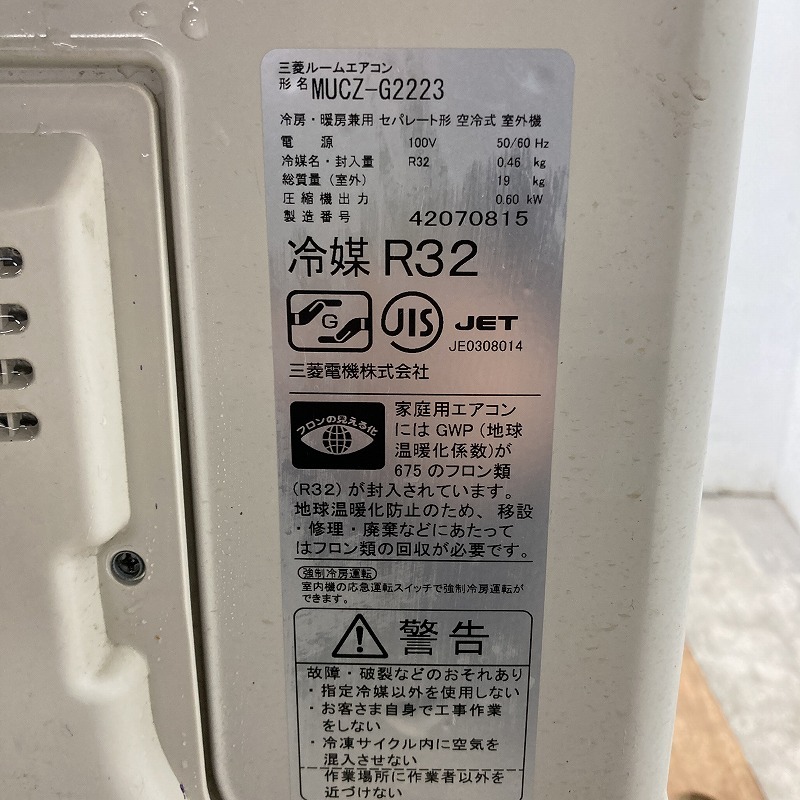 三菱ルームエアコン
形名 MUCZ-G2223
冷房・暖房兼用 セパレート形 空冷式 室外機
電源 100V 50/60 Hz
冷媒名・封入量 R32 0.46 kg
総質量（室外） 19 kg
圧縮機出力 0.60 kW
製造番号 42070815
冷媒 R32
G JIS JET
JE0308014
三菱電機株式会社
フロンの見える化
家庭用エアコン
には GWP（地球
温暖化係数）が
675 のフロン類
（R32）が封入されています。
地球温暖化防止のため、移設
・修理・廃棄などにあたって
はフロン類の回収が必要です。
強制冷房運転
室内機の応急運転スイッチで強制冷房運転が
できます。
警告
故障・破裂などのおそれあり
・指定冷媒以外を使用しない
・お客さま自身で工事作業
をしない
・冷凍サイクル内に空気を
混入させない
作業場所に作業者以外を
近づけない